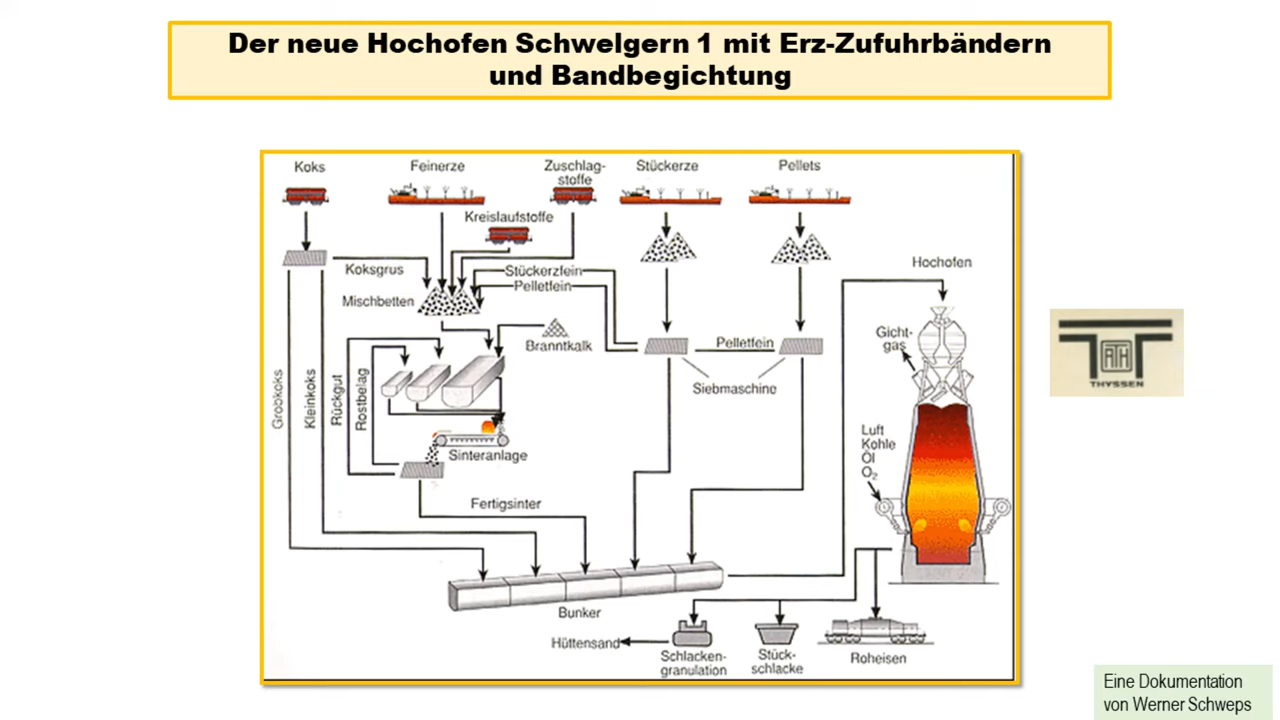 Der neue Hochofen Schwelgern 1 mit Erz-Zufuhrbändern
und Bandbegichtung
Koks
Feinerze
Zuschlag-
stoffe
Stückerze
Pellets
Kreislaufstoffe
Koksgrus
Stückerzfein
Pelletfein
Mischbetten
Hochofen
Branntkalk
Pelletfein
Gicht-
gas
Siebmaschine
Grobkoks
Kleinkoks
Rückgut
Rostbelag
THYSSEN
ATH
Luft
Kohle
Öl
O₂
Sinteranlage
Fertigsinter
Bunker
Hüttensand
Schlacken-
granulation
Stück-
schlacke
Roheisen
Eine Dokumentation
von Werner Schweps